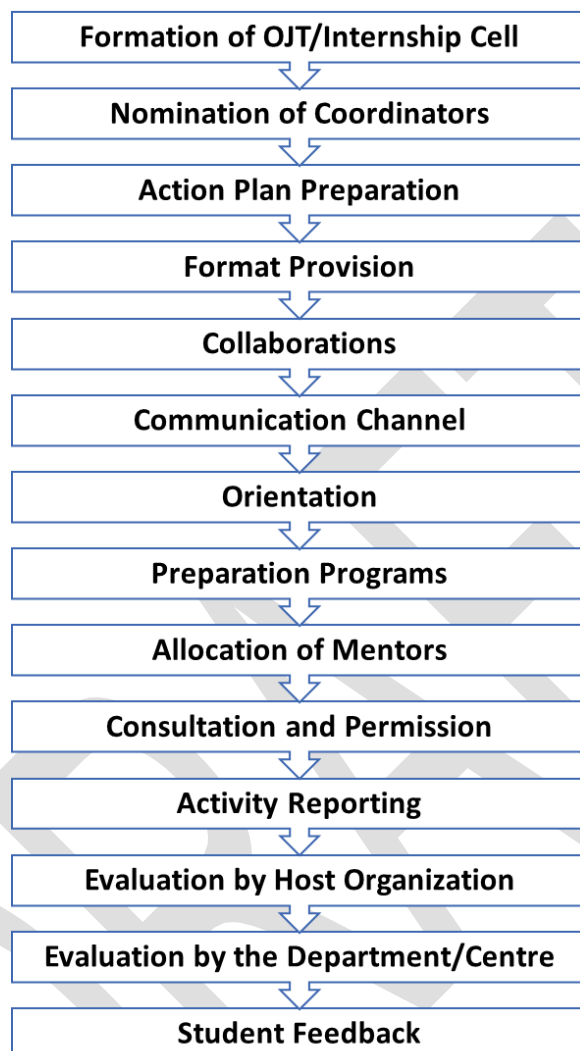 Formation of OJT/Internship Cell
Nomination of Coordinators
Action Plan Preparation
Format Provision
Collaborations
Communication Channel
Orientation
Preparation Programs
Allocation of Mentors
Consultation and Permission
Activity Reporting
Evaluation by Host Organization
Evaluation by the Department/Centre
Student Feedback